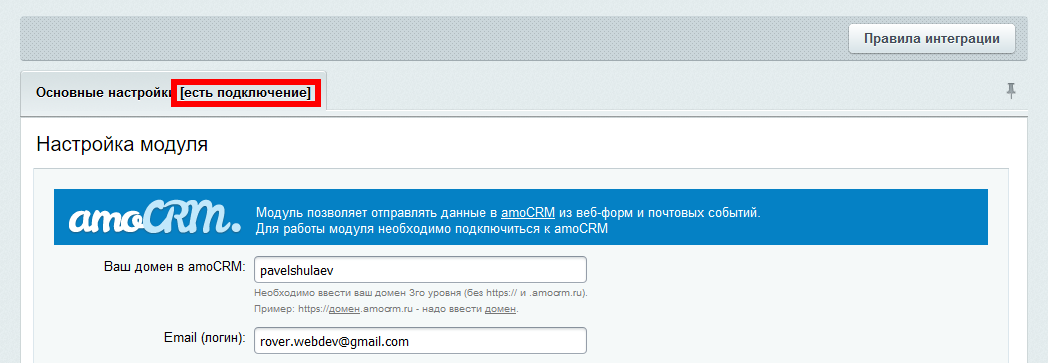 Правила интеграции
Основные настройки [есть подключение]
Настройка модуля
amoCRM.
Модуль позволяет отправлять данные в amoCRM из веб-форм и почтовых событий.
Для работы модуля необходимо подключиться к amoCRM
Ваш домен в amoCRM: pavelshulaev
Необходимо ввести ваш домен 3го уровня (без https:// и .amocrm.ru).
Пример: https://домен.amocrm.ru - надо ввести домен.
Email (логин): rover.webdev@gmail.com